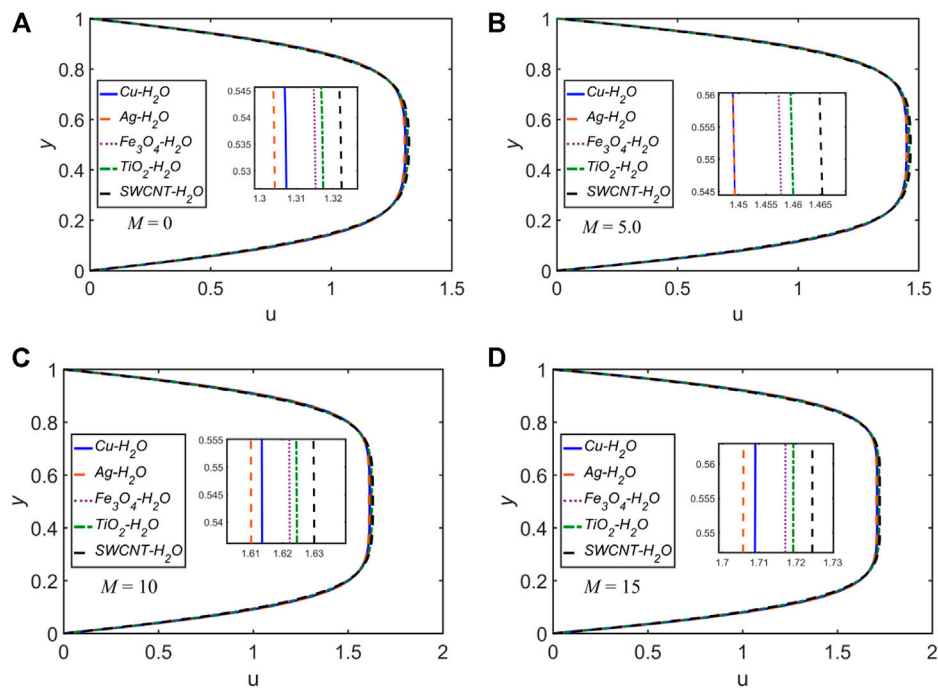 A
1
0.8
0.6
0.4
0.2
0
y
Cu-H2O
Ag-H2O
Fe3O4-H2O
TiO2-H2O
SWCNT-H2O
M = 0
0.545
0.54
0.535
0.53
1.3 1.31 1.32
0 0.5 1 1.5
u
B
1
0.8
0.6
0.4
0.2
0
y
Cu-H2O
Ag-H2O
Fe3O4-H2O
TiO2-H2O
SWCNT-H2O
M = 5.0
0.56
0.555
0.55
0.545
1.45 1.455 1.46 1.465
0 0.5 1 1.5
u
C
1
0.8
0.6
0.4
0.2
0
y
Cu-H2O
Ag-H2O
Fe3O4-H2O
TiO2-H2O
SWCNT-H2O
M = 10
0.555
0.55
0.545
0.54
1.61 1.62 1.63
0 0.5 1 1.5 2
u
D
1
0.8
0.6
0.4
0.2
0
y
Cu-H2O
Ag-H2O
Fe3O4-H2O
TiO2-H2O
SWCNT-H2O
M = 15
0.56
0.555
0.55
1.7 1.71 1.72 1.73
0 0.5 1 1.5 2
u